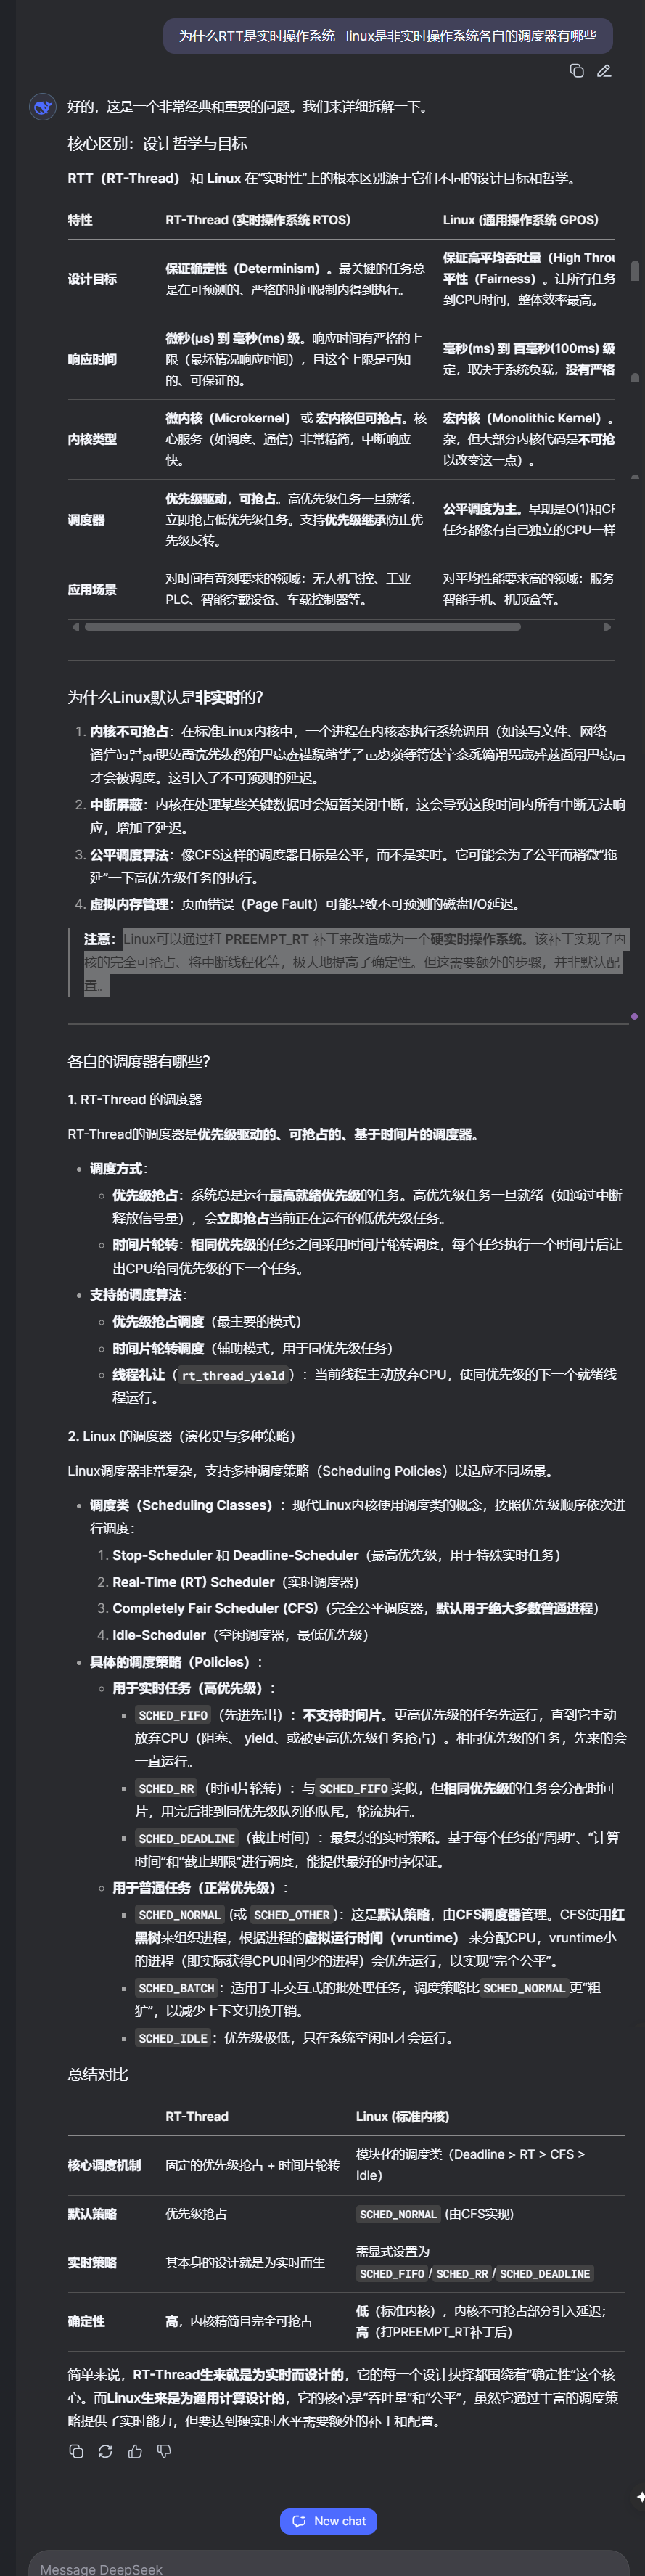 为什么RTT是实时操作系统 linux是非实时操作系统各自的调度器有哪些
好的，这是一个非常经典和重要的问题。我们来详细拆解一下。
核心区别：设计哲学与目标
RTT（RT-Thread） 和 Linux 在“实时性”上的根本区别源于它们不同的设计目标和哲学。
特性 RT-Thread (实时操作系统 RTOS) Linux (通用操作系统 GPOS)
设计目标
保证确定性（Determinism）。最关键的任务总
是在可预测的、严格的时间限制内得到执行。
保证高平均吞吐量（High Throu
平性（Fairness）。让所有任务
到CPU时间，整体效率最高。
响应时间
微秒(μs) 到 毫秒(ms) 级。响应时间有严格的上
限（最坏情况响应时间），且这个上限是可知
的、可保证的。
毫秒(ms) 到 百毫秒(100ms) 级
定，取决于系统负载，没有严格
内核类型
微内核（Microkernel） 或 宏内核但可抢占。核
心服务（如调度、通信）非常精简，中断响应
快。
宏内核（Monolithic Kernel）。
杂，但大部分内核代码是不可抢
以改变这一点）。
调度器
优先级驱动，可抢占。高优先级任务一旦就绪，
立即抢占低优先级任务。支持优先级继承防止优
先级反转。
公平调度为主。早期是O(1)和CF
任务都像有自己独立的CPU一样
应用场景
对时间有苛刻要求的领域：无人机飞控、工业
PLC、智能穿戴设备、车载控制器等。
对平均性能要求高的领域：服务
智能手机、机顶盒等。
为什么Linux默认是非实时的？
1. 内核不可抢占：在标准Linux内核中，一个进程在内核态执行系统调用（如读写文件、网络
才会被调度。这引入了不可预测的延迟。
2. 中断屏蔽：内核在处理某些关键数据时会短暂关闭中断，这会导致这段时间内所有中断无法响
应，增加了延迟。
3. 公平调度算法：像CFS这样的调度器目标是公平，而不是实时。它可能会为了公平而稍微“拖
延”一下高优先级任务的执行。
4. 虚拟内存管理：页面错误（Page Fault）可能导致不可预测的磁盘I/O延迟。
注意：Linux可以通过打 PREEMPT_RT 补丁来改造成为一个硬实时操作系统。该补丁实现了内
核的完全可抢占、将中断线程化等，极大地提高了确定性。但这需要额外的步骤，并非默认配
置。
各自的调度器有哪些？
1. RT-Thread 的调度器
RT-Thread的调度器是优先级驱动的、可抢占的、基于时间片的调度器。
• 调度方式：
◦ 优先级抢占：系统总是运行最高就绪优先级的任务。高优先级任务一旦就绪（如通过中断
释放信号量），会立即抢占当前正在运行的低优先级任务。
◦ 时间片轮转：相同优先级的任务之间采用时间片轮转调度，每个任务执行一个时间片后让
出CPU给同优先级的下一个任务。
• 支持的调度算法：
◦ 优先级抢占调度（最主要的模式）
◦ 时间片轮转调度（辅助模式，用于同优先级任务）
◦ 线程礼让（rt_thread_yield）：当前线程主动放弃CPU，使同优先级的下一个就绪线
程运行。
2. Linux 的调度器（演化史与多种策略）
Linux调度器非常复杂，支持多种调度策略（Scheduling Policies）以适应不同场景。
• 调度类（Scheduling Classes）：现代Linux内核使用调度类的概念，按照优先级顺序依次进
行调度：
1. Stop-Scheduler 和 Deadline-Scheduler（最高优先级，用于特殊实时任务）
2. Real-Time (RT) Scheduler（实时调度器）
3. Completely Fair Scheduler (CFS)（完全公平调度器，默认用于绝大多数普通进程）
4. Idle-Scheduler（空闲调度器，最低优先级）
• 具体的调度策略（Policies）：
◦ 用于实时任务（高优先级）：
▪ SCHED_FIFO（先进先出）：不支持时间片。更高优先级的任务先运行，直到它主动
放弃CPU（阻塞、 yield、或被更高优先级任务抢占）。相同优先级的任务，先来的会
一直运行。
▪ SCHED_RR（时间片轮转）：与SCHED_FIFO类似，但相同优先级的任务会分配时间
片，用完后排到同优先级队列的队尾，轮流执行。
▪ SCHED_DEADLINE（截止时间）：最复杂的实时策略。基于每个任务的“周期”、“计算
时间”和“截止期限”进行调度，能提供最好的时序保证。
◦ 用于普通任务（正常优先级）：
▪ SCHED_NORMAL (或 SCHED_OTHER)：这是默认策略，由CFS调度器管理。CFS使用红
黑树来组织进程，根据进程的虚拟运行时间（vruntime） 来分配CPU，vruntime小
的进程（即实际获得CPU时间少的进程）会优先运行，以实现“完全公平”。
▪ SCHED_BATCH：适用于非交互式的批处理任务，调度策略比SCHED_NORMAL更“粗
犷”，以减少上下文切换开销。
▪ SCHED_IDLE：优先级极低，只在系统空闲时才会运行。
总结对比
RT-Thread Linux (标准内核)
核心调度机制 固定的优先级抢占 + 时间片轮转
模块化的调度类（Deadline > RT > CFS >
Idle）
默认策略 优先级抢占 SCHED_NORMAL (由CFS实现)
实时策略 其本身的设计就是为实时而生
需显式设置为
SCHED_FIFO/SCHED_RR/SCHED_DEADLINE
确定性 高，内核精简且完全可抢占
低（标准内核），内核不可抢占部分引入延迟；
高（打PREEMPT_RT补丁后）
简单来说，RT-Thread生来就是为实时而设计的，它的每一个设计抉择都围绕着“确定性”这个核
心。而Linux生来是为通用计算设计的，它的核心是“吞吐量”和“公平”，虽然它通过丰富的调度策
略提供了实时能力，但要达到硬实时水平需要额外的补丁和配置。
New chat
Message DeepSeek